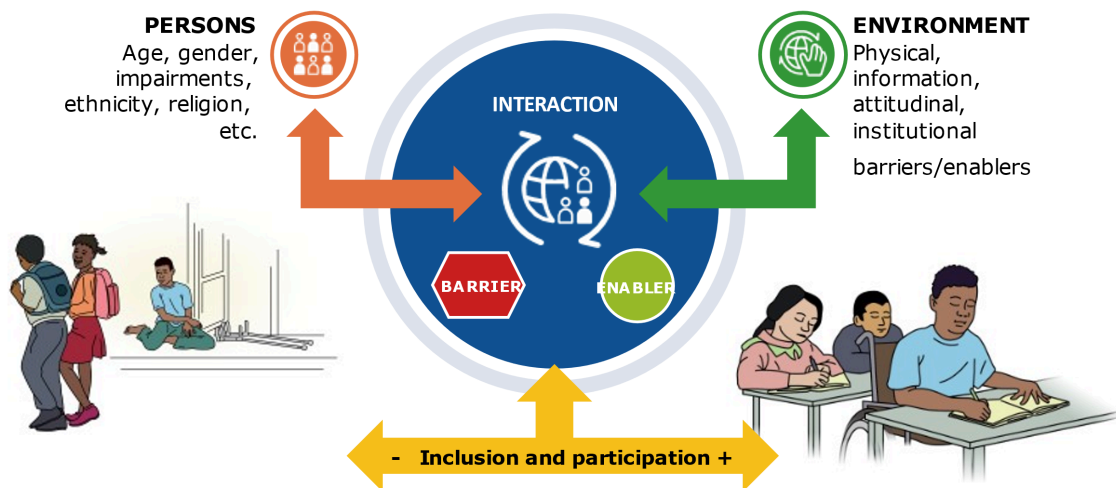 PERSONS
Age, gender,
impairments,
ethnicity, religion,
etc.
INTERACTION
ENVIRONMENT
Physical,
information,
attitudinal,
institutional
barriers/enablers
BARRIER
ENABLER
- Inclusion and participation +